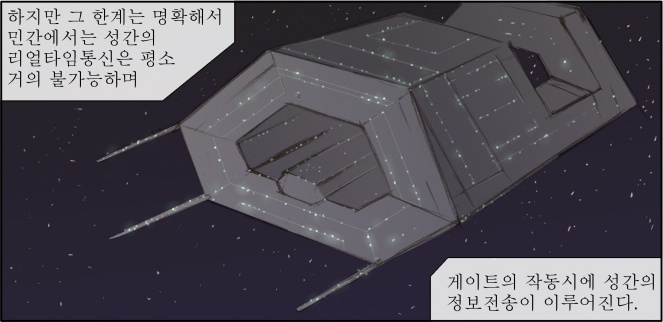 하지만 그 한계는 명확해서
민간에서는 성간의
리얼타임통신은 평소
거의 불가능하며
게이트의 작동시에 성간의
정보전송이 이루어진다.